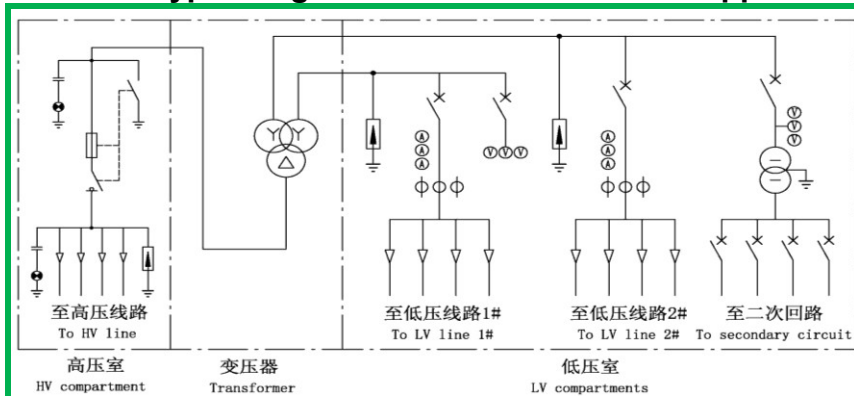 至高压线路
To HV line
Ⓐ
Ⓐ
Ⓐ
ⓋⓋⓋ
至低压线路1#
To LV line 1#
Ⓐ
Ⓐ
Ⓐ
至低压线路2#
To LV line 2#
Ⓥ
Ⓥ
Ⓥ
至二次回路
To secondary circuit
高压室
HV compartment
变压器
Transformer
低压室
LV compartments